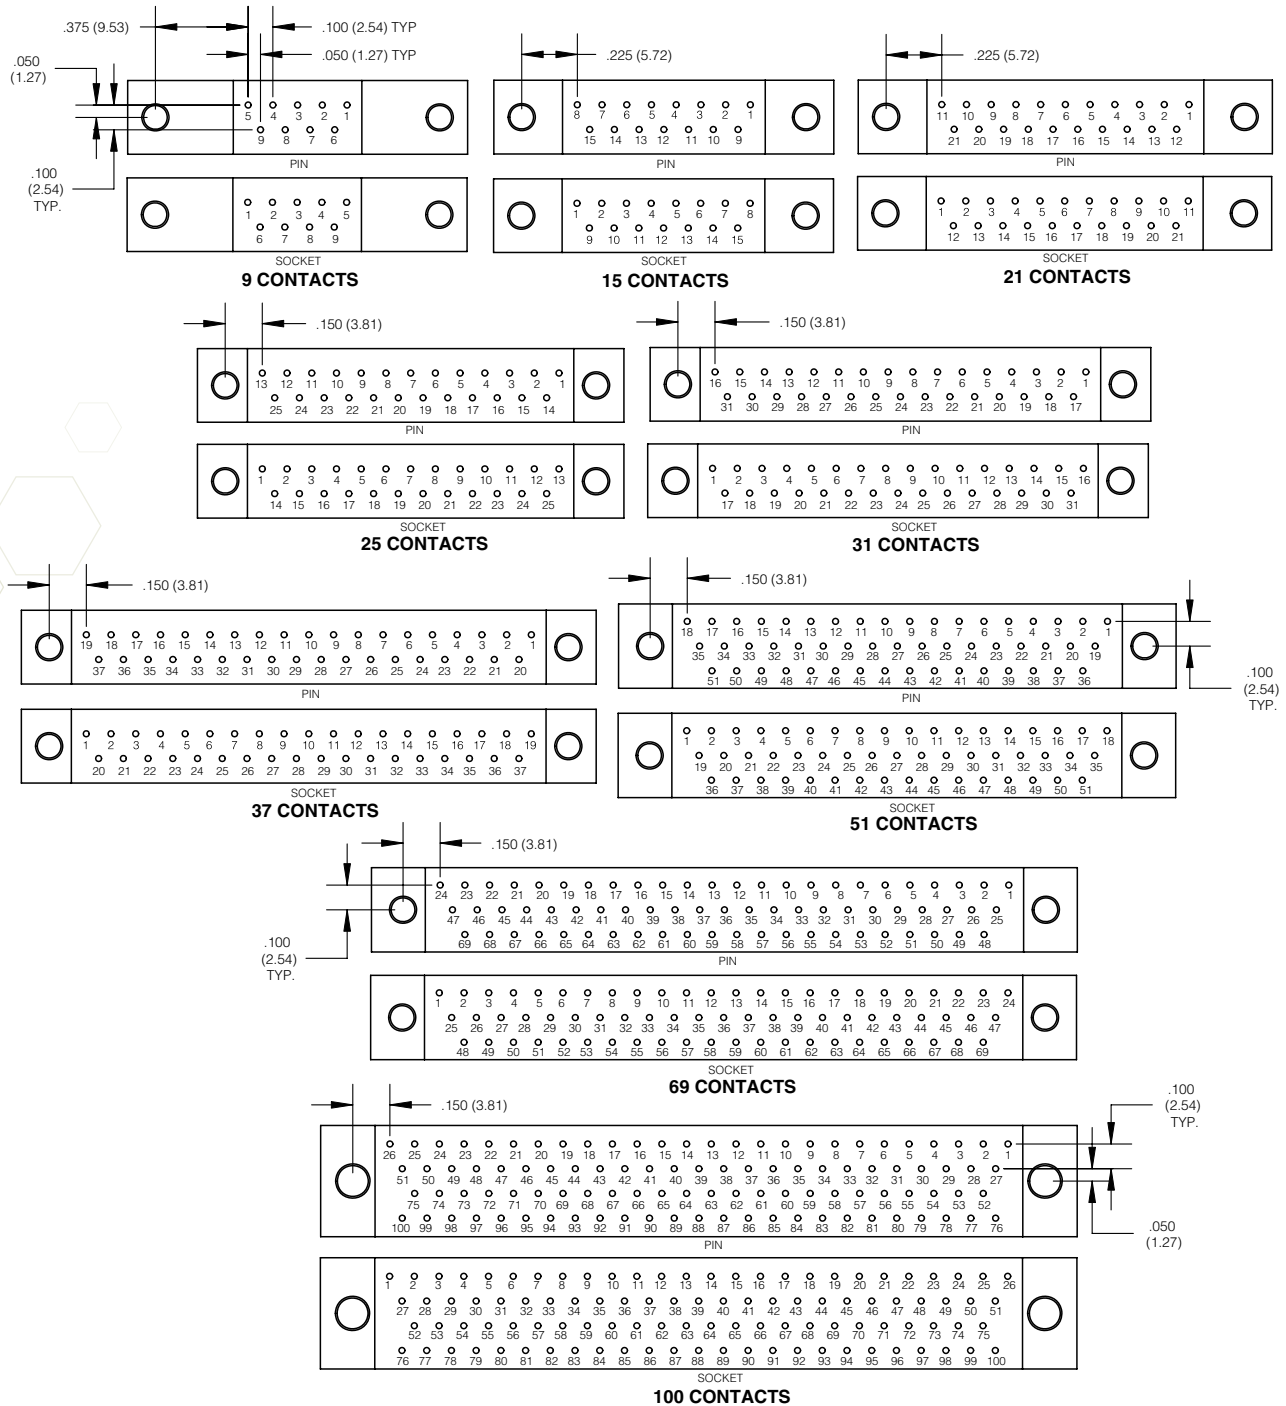 .375 (9.53) .100 (2.54) TYP
.050 (1.27) TYP
.050
(1.27)
.100
(2.54)
TYP.
5 4 3 2 1
9 8 7 6
PIN
1 2 3 4 5
6 7 8 9
SOCKET
9 CONTACTS
.225 (5.72)
8 7 6 5 4 3 2 1
15 14 13 12 11 10 9
PIN
1 2 3 4 5 6 7 8
9 10 11 12 13 14 15
SOCKET
15 CONTACTS
.225 (5.72)
11 10 9 8 7 6 5 4 3 2 1
21 20 19 18 17 16 15 14 13 12
PIN
1 2 3 4 5 6 7 8 9 10 11
12 13 14 15 16 17 18 19 20 21
SOCKET
21 CONTACTS
.150 (3.81)
13 12 11 10 9 8 7 6 5 4 3 2 1
25 24 23 22 21 20 19 18 17 16 15 14
PIN
1 2 3 4 5 6 7 8 9 10 11 12 13
14 15 16 17 18 19 20 21 22 23 24 25
SOCKET
25 CONTACTS
.150 (3.81)
16 15 14 13 12 11 10 9 8 7 6 5 4 3 2 1
31 30 29 28 27 26 25 24 23 22 21 20 19 18 17
PIN
1 2 3 4 5 6 7 8 9 10 11 12 13 14 15 16
17 18 19 20 21 22 23 24 25 26 27 28 29 30 31
SOCKET
31 CONTACTS
.150 (3.81)
19 18 17 16 15 14 13 12 11 10 9 8 7 6 5 4 3 2 1
37 36 35 34 33 32 31 30 29 28 27 26 25 24 23 22 21 20
PIN
1 2 3 4 5 6 7 8 9 10 11 12 13 14 15 16 17 18 19
20 21 22 23 24 25 26 27 28 29 30 31 32 33 34 35 36 37
SOCKET
37 CONTACTS
.150 (3.81)
18 17 16 15 14 13 12 11 10 9 8 7 6 5 4 3 2 1
35 34 33 32 31 30 29 28 27 26 25 24 23 22 21 20 19
51 50 49 48 47 46 45 44 43 42 41 40 39 38 37 36
PIN
.100
(2.54)
TYP.
1 2 3 4 5 6 7 8 9 10 11 12 13 14 15 16 17 18
19 20 21 22 23 24 25 26 27 28 29 30 31 32 33 34 35
36 37 38 39 40 41 42 43 44 45 46 47 48 49 50 51
SOCKET
51 CONTACTS
.150 (3.81)
24 23 22 21 20 19 18 17 16 15 14 13 12 11 10 9 8 7 6 5 4 3 2 1
47 46 45 44 43 42 41 40 39 38 37 36 35 34 33 32 31 30 29 28 27 26 25
69 68 67 66 65 64 63 62 61 60 59 58 57 56 55 54 53 52 51 50 49 48
.100
(2.54)
TYP.
PIN
1 2 3 4 5 6 7 8 9 10 11 12 13 14 15 16 17 18 19 20 21 22 23 24
25 26 27 28 29 30 31 32 33 34 35 36 37 38 39 40 41 42 43 44 45 46 47
48 49 50 51 52 53 54 55 56 57 58 59 60 61 62 63 64 65 66 67 68 69
SOCKET
69 CONTACTS
.150 (3.81)
.100
(2.54)
TYP.
26 25 24 23 22 21 20 19 18 17 16 15 14 13 12 11 10 9 8 7 6 5 4 3 2 1
51 50 49 48 47 46 45 44 43 42 41 40 39 38 37 36 35 34 33 32 31 30 29 28 27
75 74 73 72 71 70 69 68 67 66 65 64 63 62 61 60 59 58 57 56 55 54 53 52
100 99 98 97 96 95 94 93 92 91 90 89 88 87 86 85 84 83 82 81 80 79 78 77 76
.050
(1.27)
PIN
1 2 3 4 5 6 7 8 9 10 11 12 13 14 15 16 17 18 19 20 21 22 23 24 25 26
27 28 29 30 31 32 33 34 35 36 37 38 39 40 41 42 43 44 45 46 47 48 49 50 51
52 53 54 55 56 57 58 59 60 61 62 63 64 65 66 67 68 69 70 71 72 73 74 75
76 77 78 79 80 81 82 83 84 85 86 87 88 89 90 91 92 93 94 95 96 97 98 99 100
SOCKET
100 CONTACTS